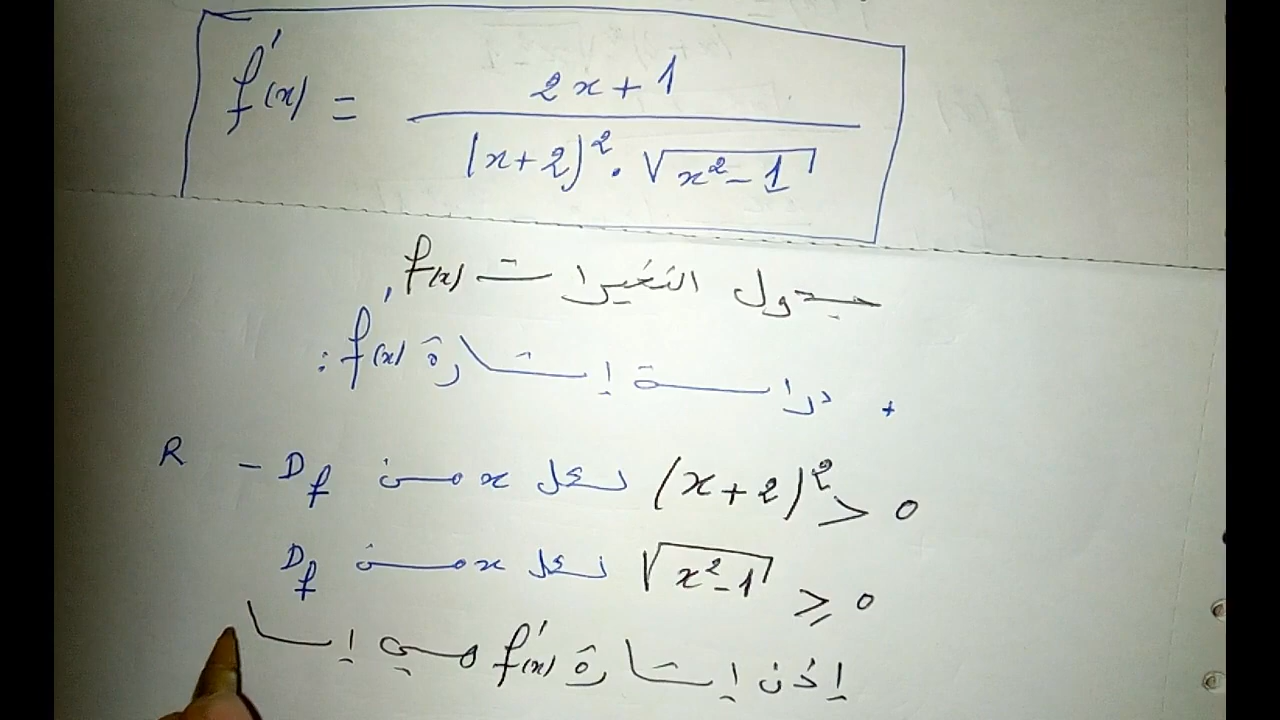 f'(x) = (2x+1) / ((x+2)² · √(x²-1))
جدول التغيرات f(x)
+ دراسة إشارة f'(x) :
(x+2)² > 0 لكل x من Df - R
√(x²-1) ≥ 0 لكل x من Df
إذن إشارة f'(x) هي إسا